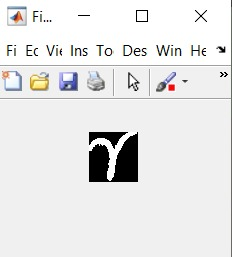 Fi...
Fi Ec Vie Ins To Des Win He
γ